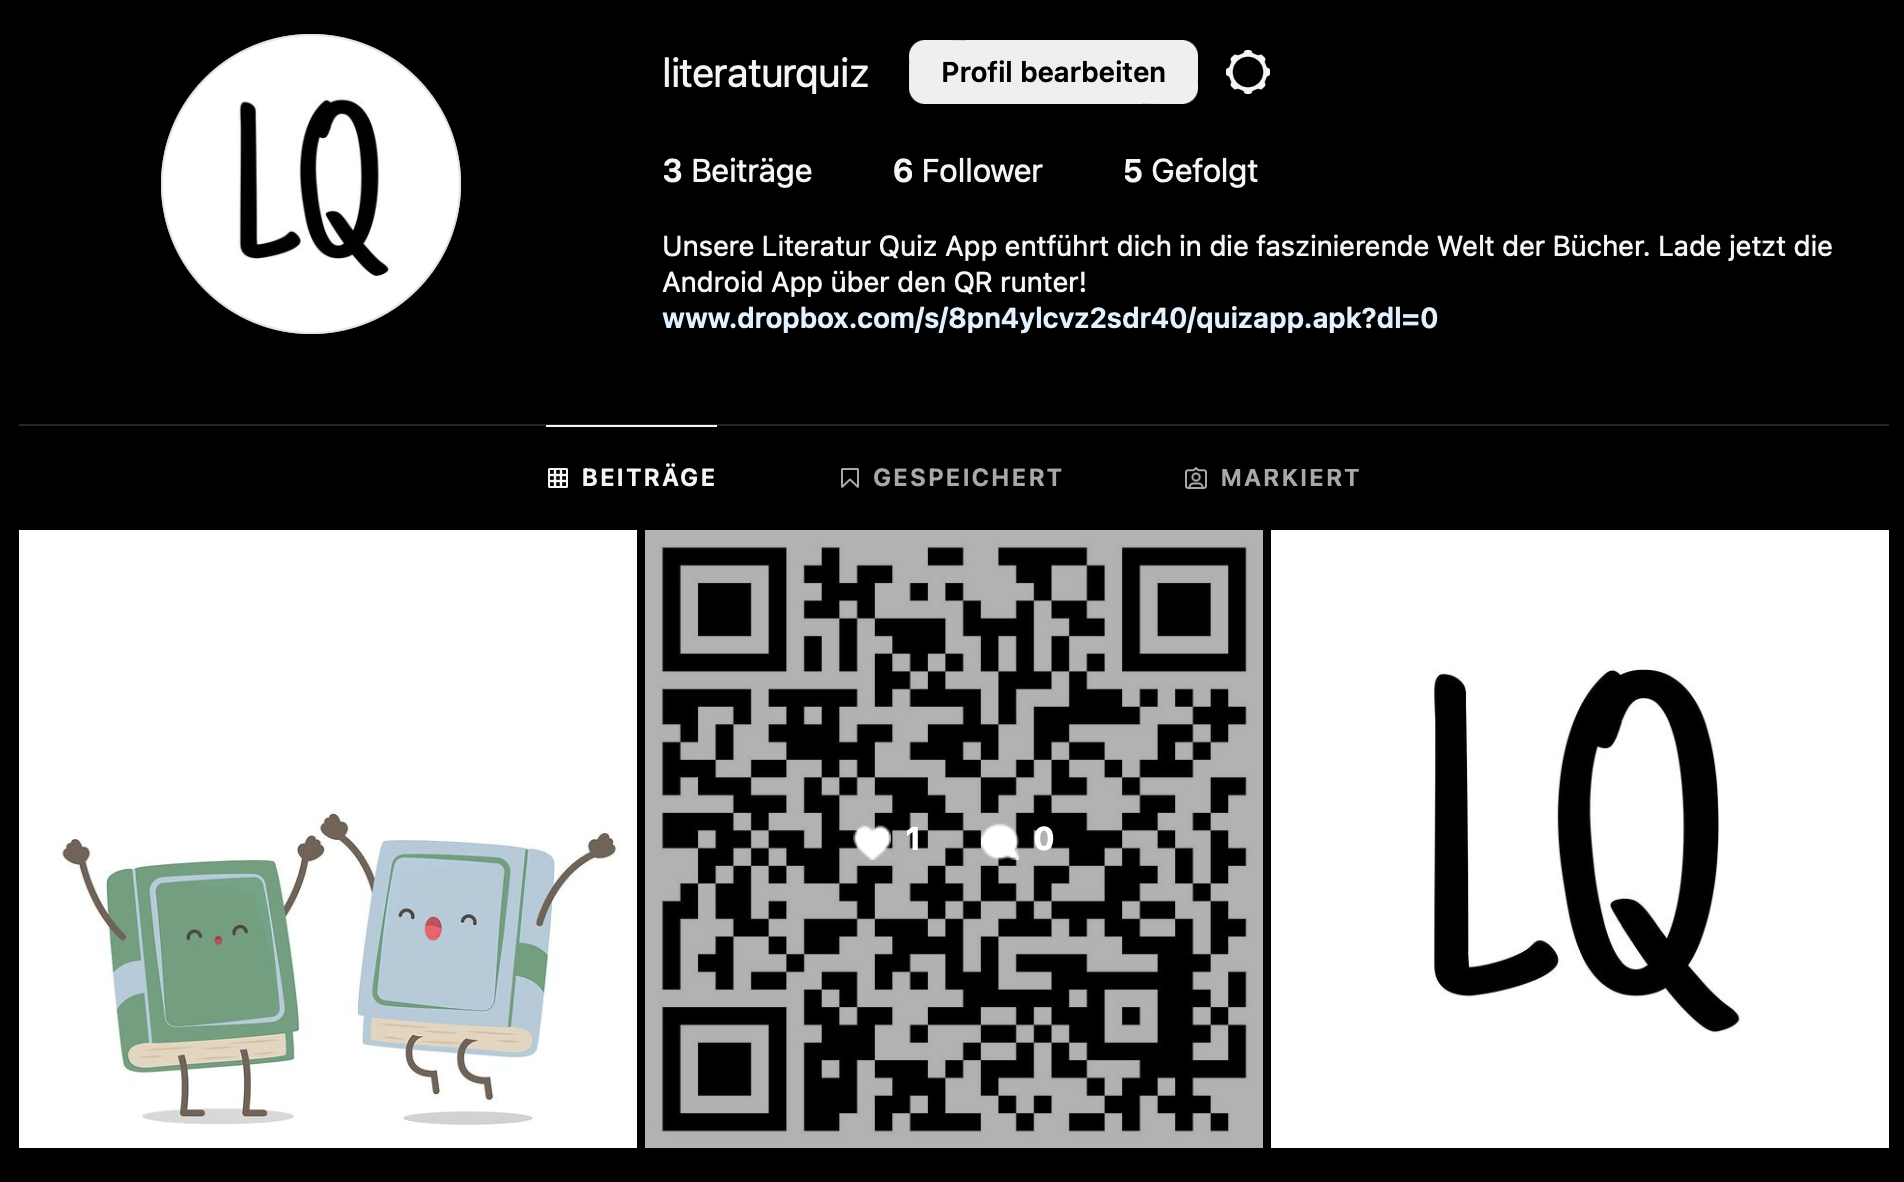 LQ
literaturquiz Profil bearbeiten
3 Beiträge 6 Follower 5 Gefolgt
Unsere Literatur Quiz App entführt dich in die faszinierende Welt der Bücher. Lade jetzt die
Android App über den QR runter!
www.dropbox.com/s/8pn4ylcvz2sdr40/quizapp.apk?dl=0
BEITRÄGE GESPEICHERT MARKIERT
1 0
LQ